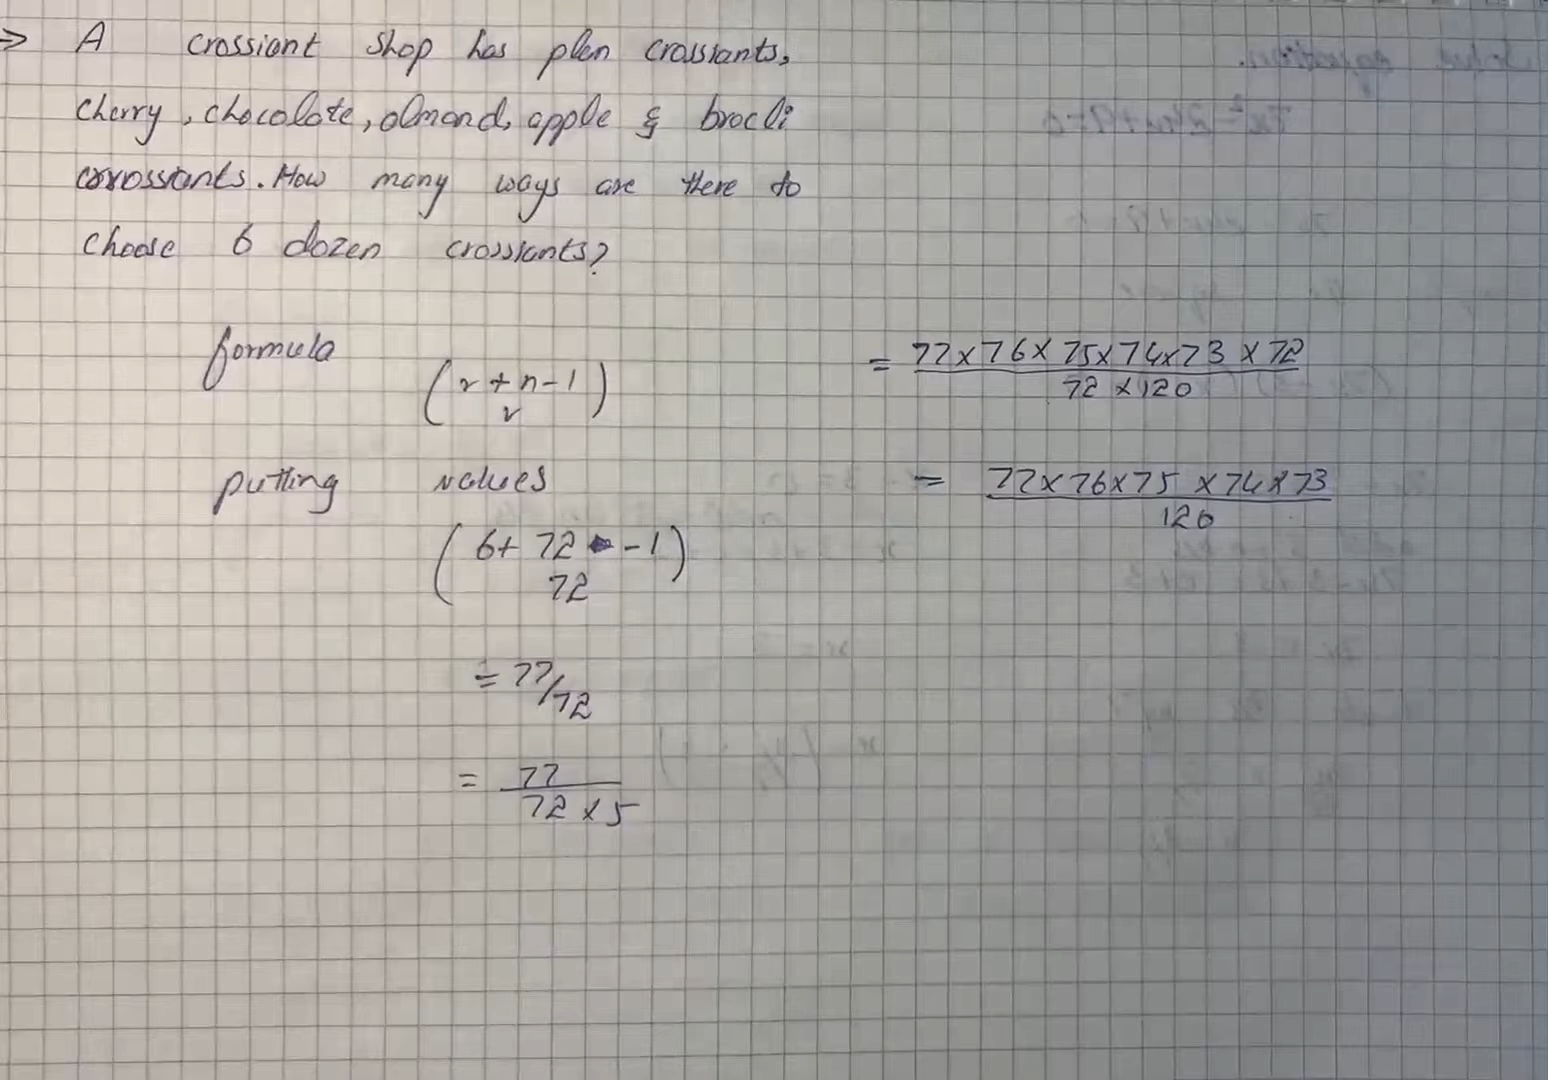 ⇒ A crossiant shop has plan crossiants,
cherry, chocolate, almond, apple & brocli
corossiants. How many ways are there to
choose 6 dozen crossiants?
formula
(r + n - 1
r)
putting values
(6 + 72 - 1
72)
= 77/72
= 77
72 × 5
= 77 × 76 × 75 × 74 × 73 × 72
72 × 120
= 77 × 76 × 75 × 74 × 73
120